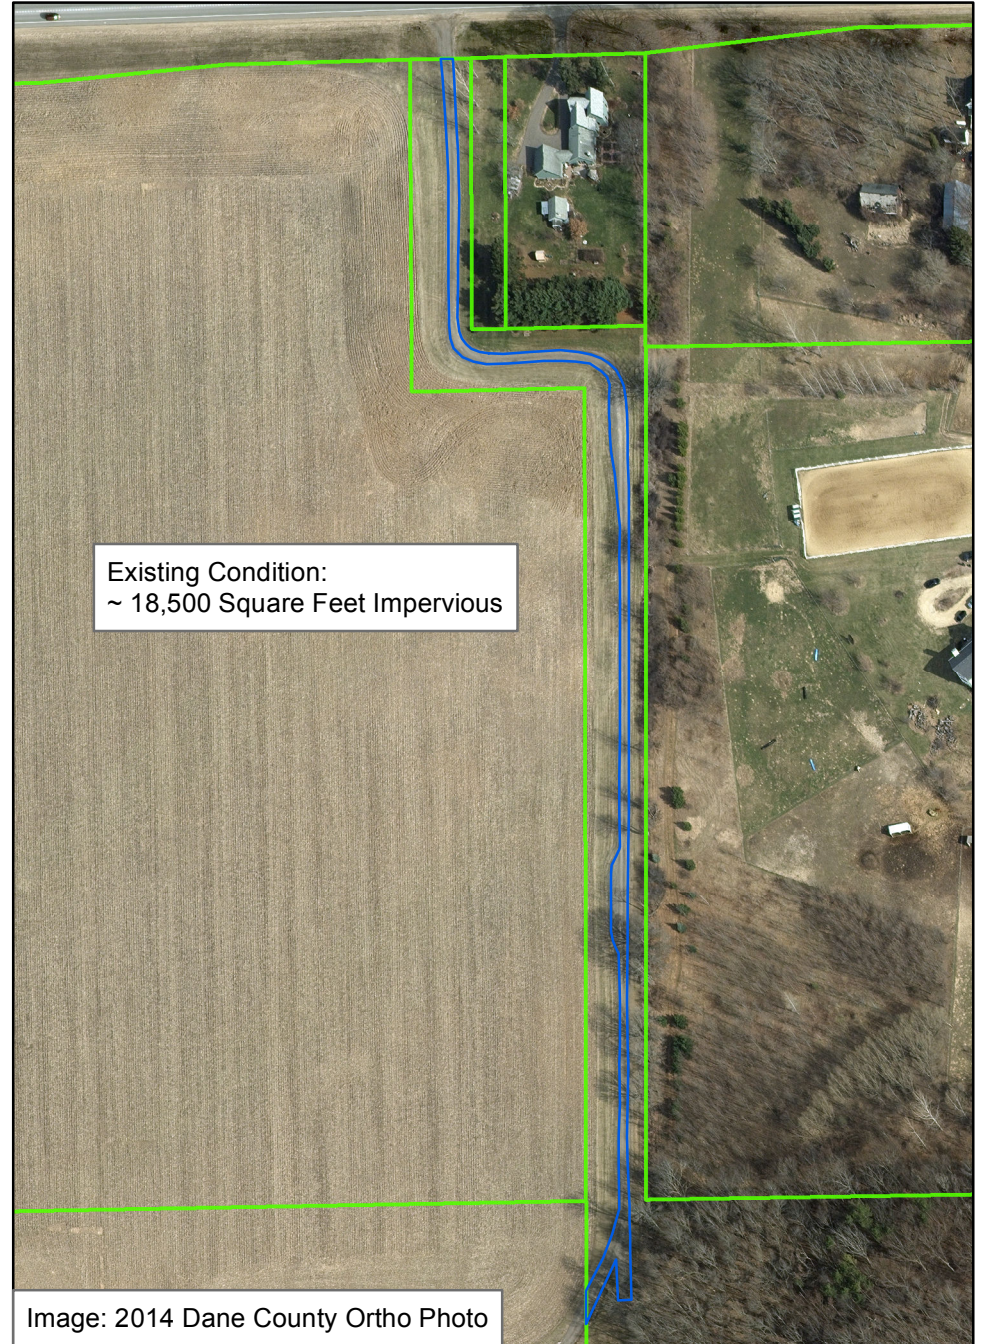 Existing Condition:
~ 18,500 Square Feet Impervious
Image: 2014 Dane County Ortho Photo